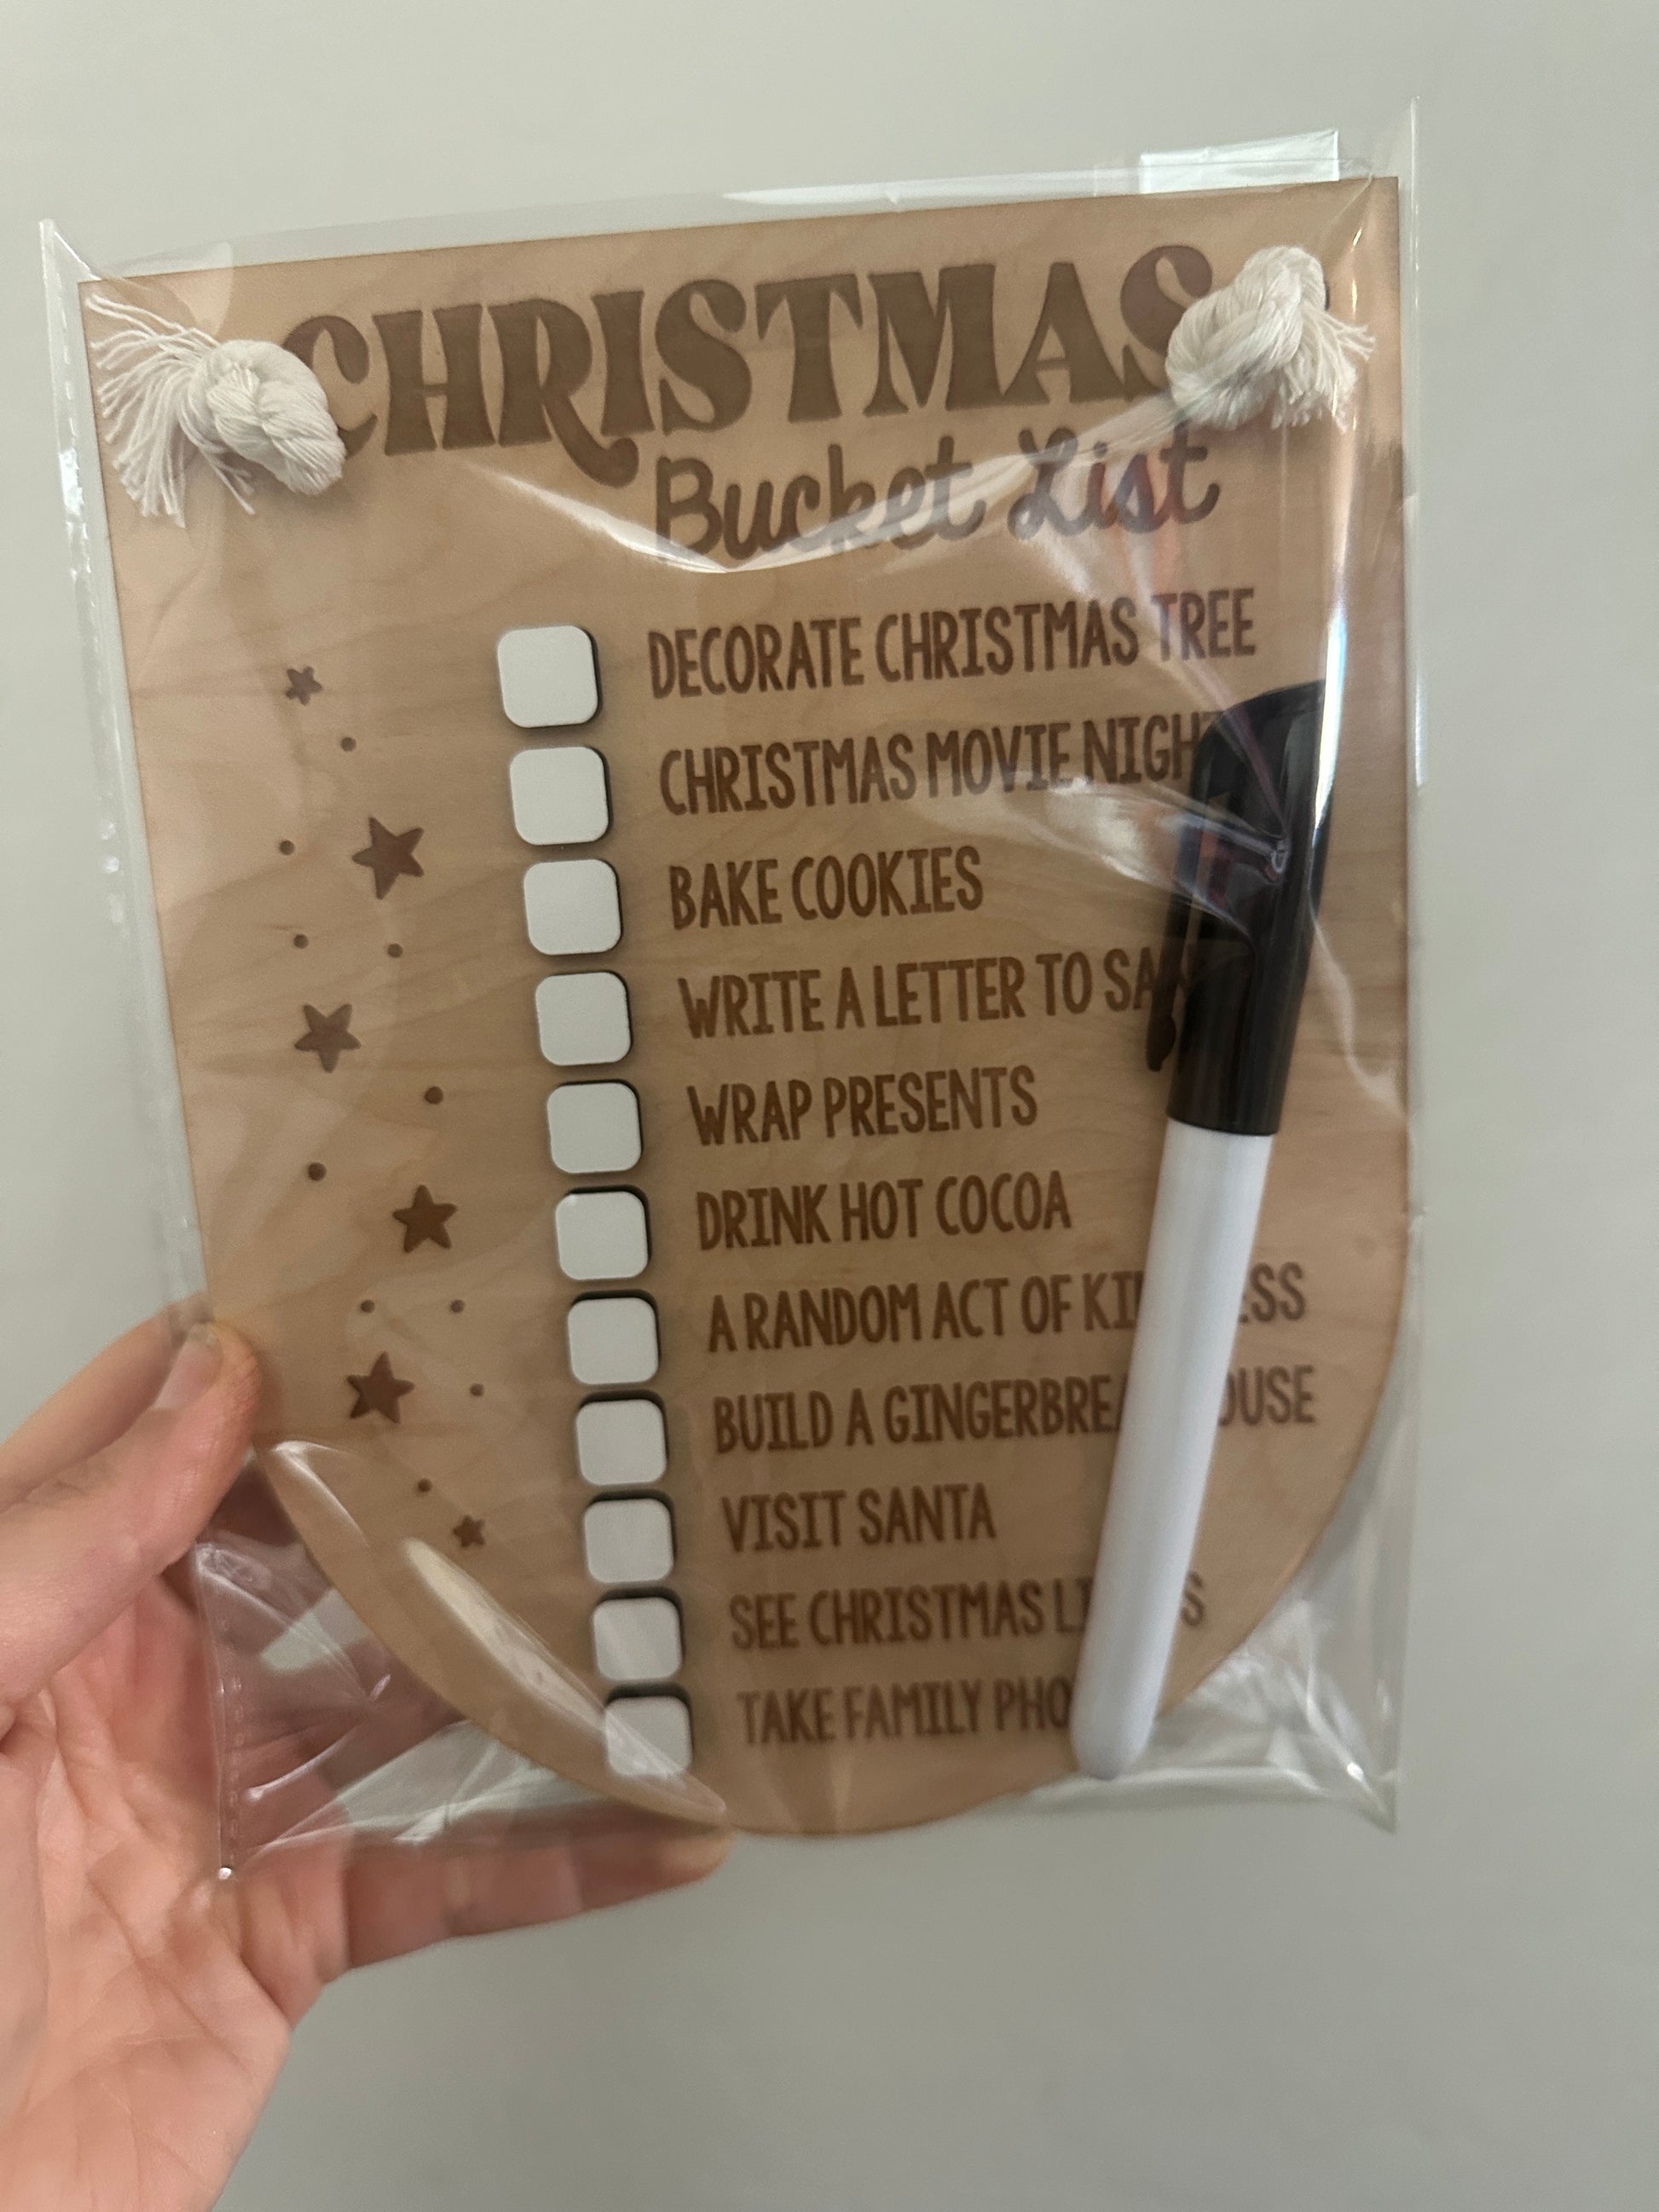 CHRISTMAS
Bucket List
DECORATE CHRISTMAS TREE
CHRISTMAS MOVIE NIGHT
BAKE COOKIES
WRITE A LETTER TO
WRAP PRESENTS
DRINK HOT COCOA
A RANDOM ACT OF
BUILD A
VISIT SANTA
SEE CHRISTMAS
TAKE FAMILY